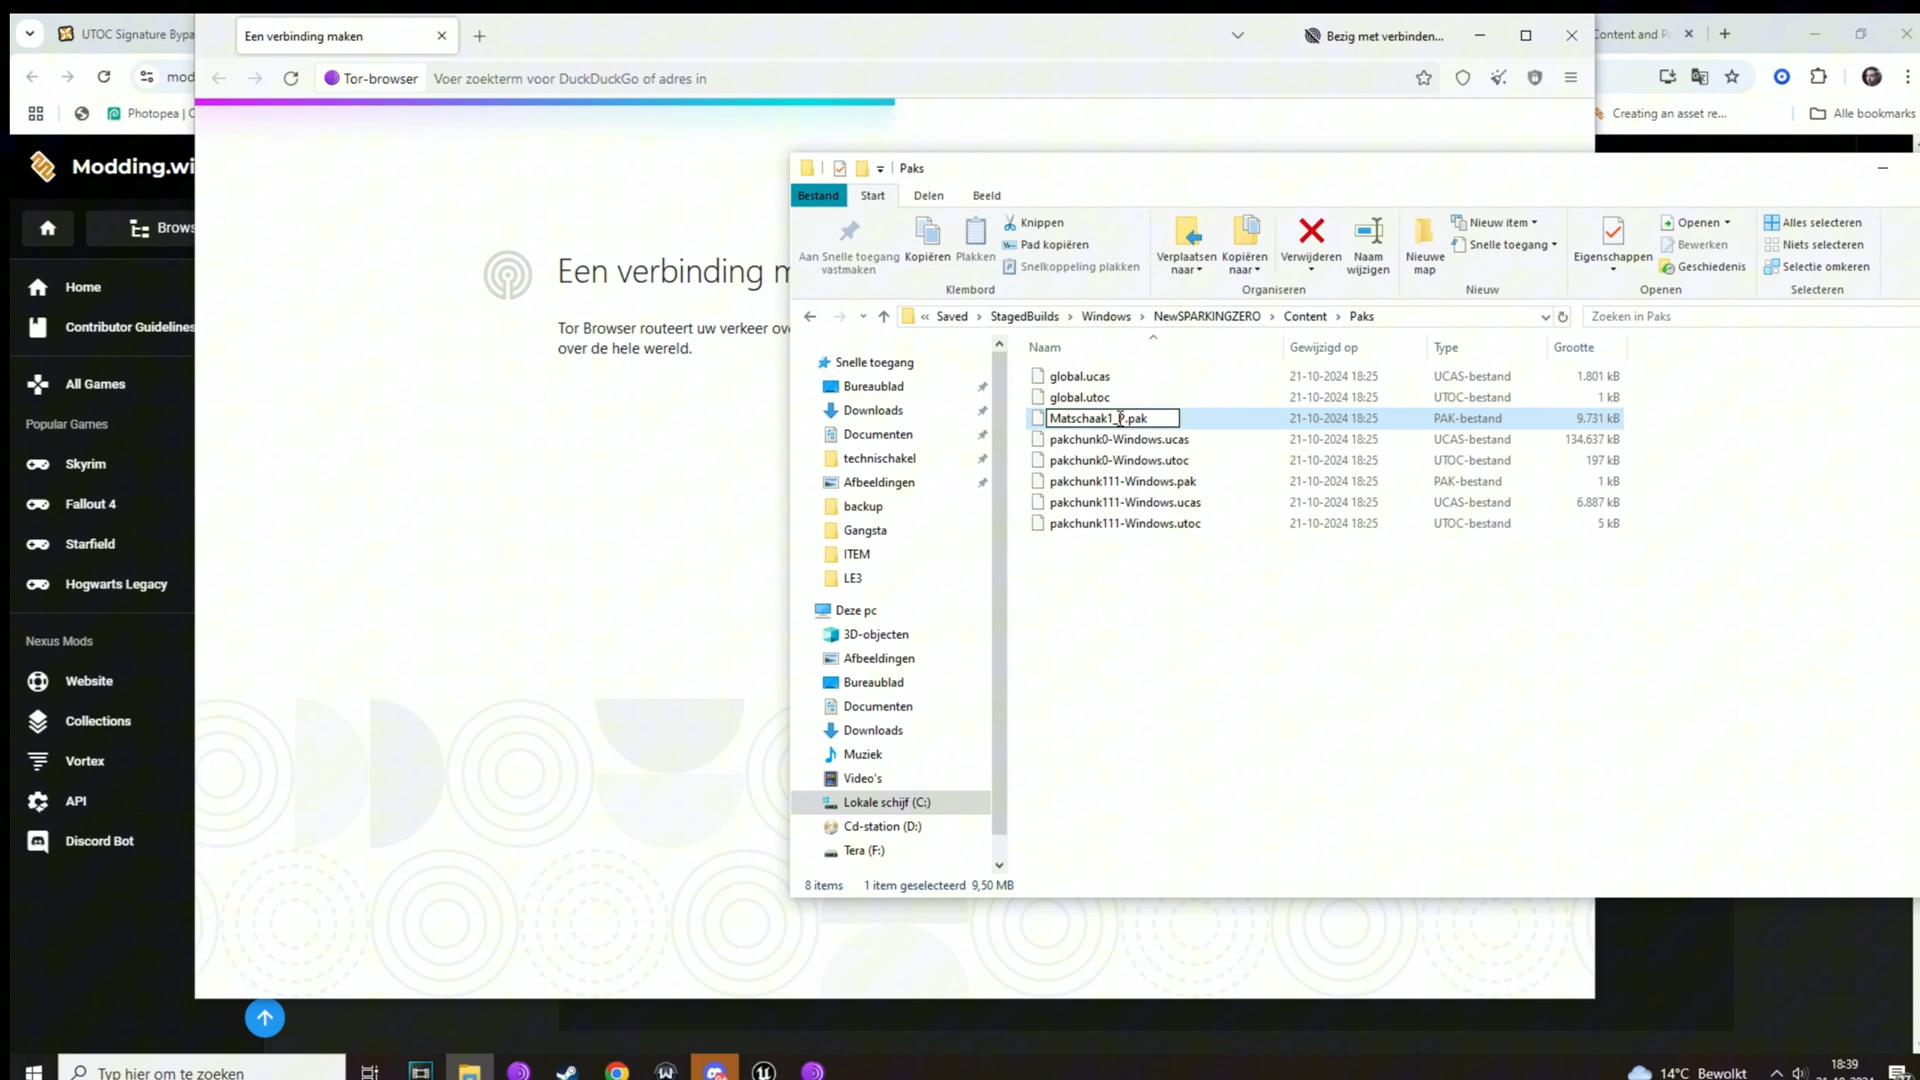 UTOC Signature Bypa
Een verbinding maken
Bezig met verbinden...
Content and P
mod
Tor-browser
Voer zoekterm voor DuckDuckGo of adres in
Photopea | O
Creating an asset re...
Alle bookmarks
Modding.wi
Brows
Home
Contributor Guidelines
All Games
Popular Games
Skyrim
Fallout 4
Starfield
Hogwarts Legacy
Nexus Mods
Website
Collections
Vortex
API
Discord Bot
Een verbinding m
Tor Browser routeert uw verkeer ov
over de hele wereld.
Paks
Bestand
Start
Delen
Beeld
Aan Snelle toegang
vastmaken
Kopiëren
Plakken
Knippen
Pad kopiëren
Snelkoppeling plakken
Klembord
Verplaatsen
naar
Kopiëren
naar
Verwijderen
Naam
wijzigen
Organiseren
Nieuwe
map
Nieuw item
Snelle toegang
Nieuw
Eigenschappen
Openen
Bewerken
Geschiedenis
Openen
Alles selecteren
Niets selecteren
Selectie omkeren
Selecteren
« Saved > StagedBuilds > Windows > NewSPARKINGZERO > Content > Paks
Zoeken in Paks
Snelle toegang
Bureaublad
Downloads
Documenten
technischakel
Afbeeldingen
backup
Gangsta
ITEM
LE3
Deze pc
3D-objecten
Afbeeldingen
Bureaublad
Documenten
Downloads
Muziek
Video's
Lokale schijf (C:)
Cd-station (D:)
Tera (F:)
Naam Gewijzigd op Type Grootte
global.ucas 21-10-2024 18:25 UCAS-bestand 1.801 kB
global.utoc 21-10-2024 18:25 UTOC-bestand 1 kB
Matschaak1_P.pak 21-10-2024 18:25 PAK-bestand 9.731 kB
pakchunk0-Windows.ucas 21-10-2024 18:25 UCAS-bestand 134.637 kB
pakchunk0-Windows.utoc 21-10-2024 18:25 UTOC-bestand 197 kB
pakchunk111-Windows.pak 21-10-2024 18:25 PAK-bestand 1 kB
pakchunk111-Windows.ucas 21-10-2024 18:25 UCAS-bestand 6.887 kB
pakchunk111-Windows.utoc 21-10-2024 18:25 UTOC-bestand 5 kB
8 items 1 item geselecteerd 9,50 MB
Typ hier om te zoeken
14°C Bewolkt
18:39